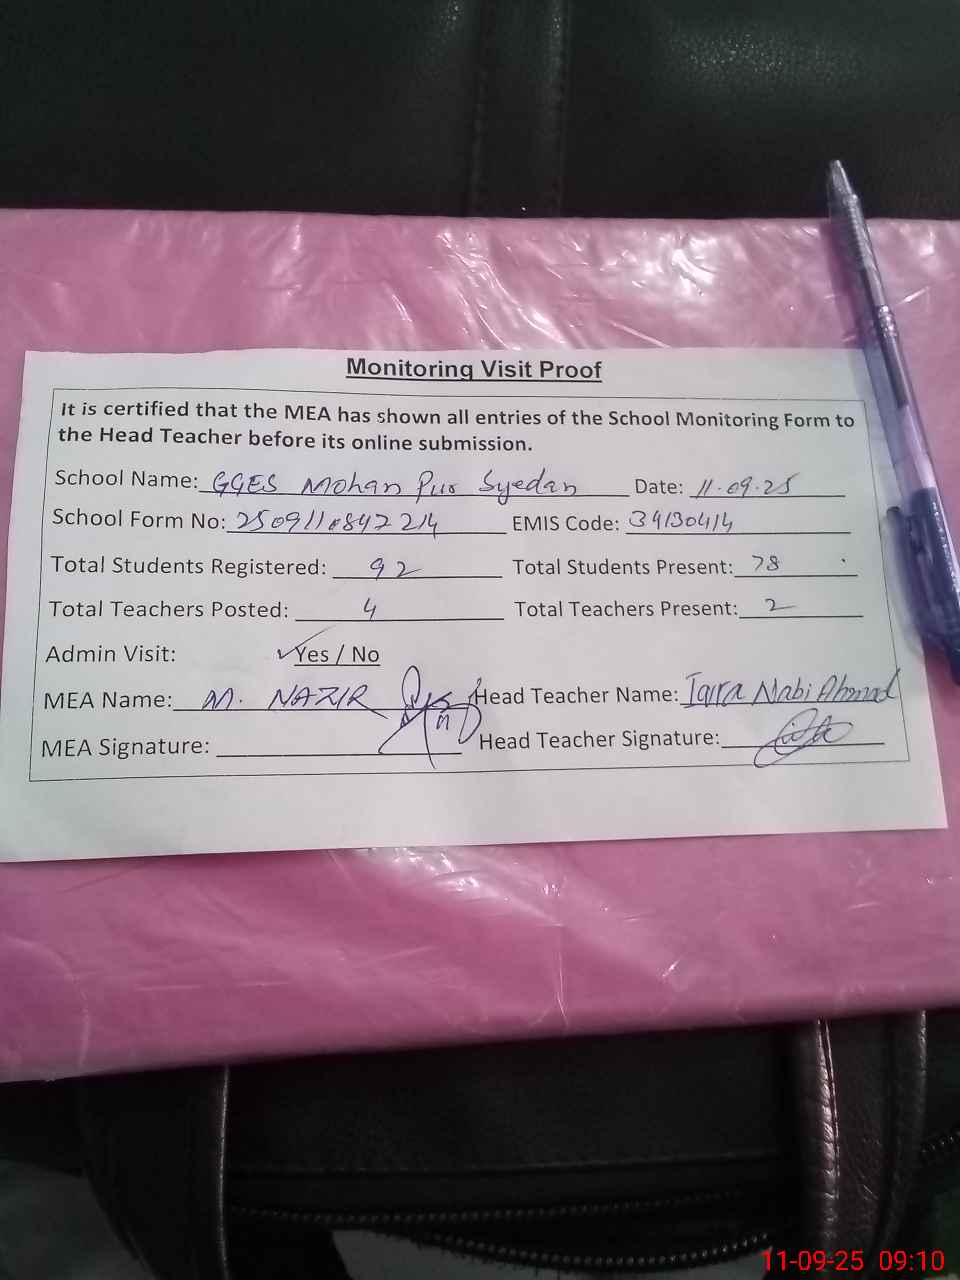 Monitoring Visit Proof
It is certified that the MEA has shown all entries of the School Monitoring Form to
the Head Teacher before its online submission.
School Name: GGES Mohan Pur Syedan Date: 11.09.25
School Form No: 250911084 2214 EMIS Code: 34130414
Total Students Registered: 92 Total Students Present: 78
Total Teachers Posted: 4 Total Teachers Present: 2
Admin Visit: ✓Yes / No
MEA Name: M. NAZIR Head Teacher Name: Iqra Nabi Ahmad
MEA Signature: Head Teacher Signature:
11-09-25 09:10